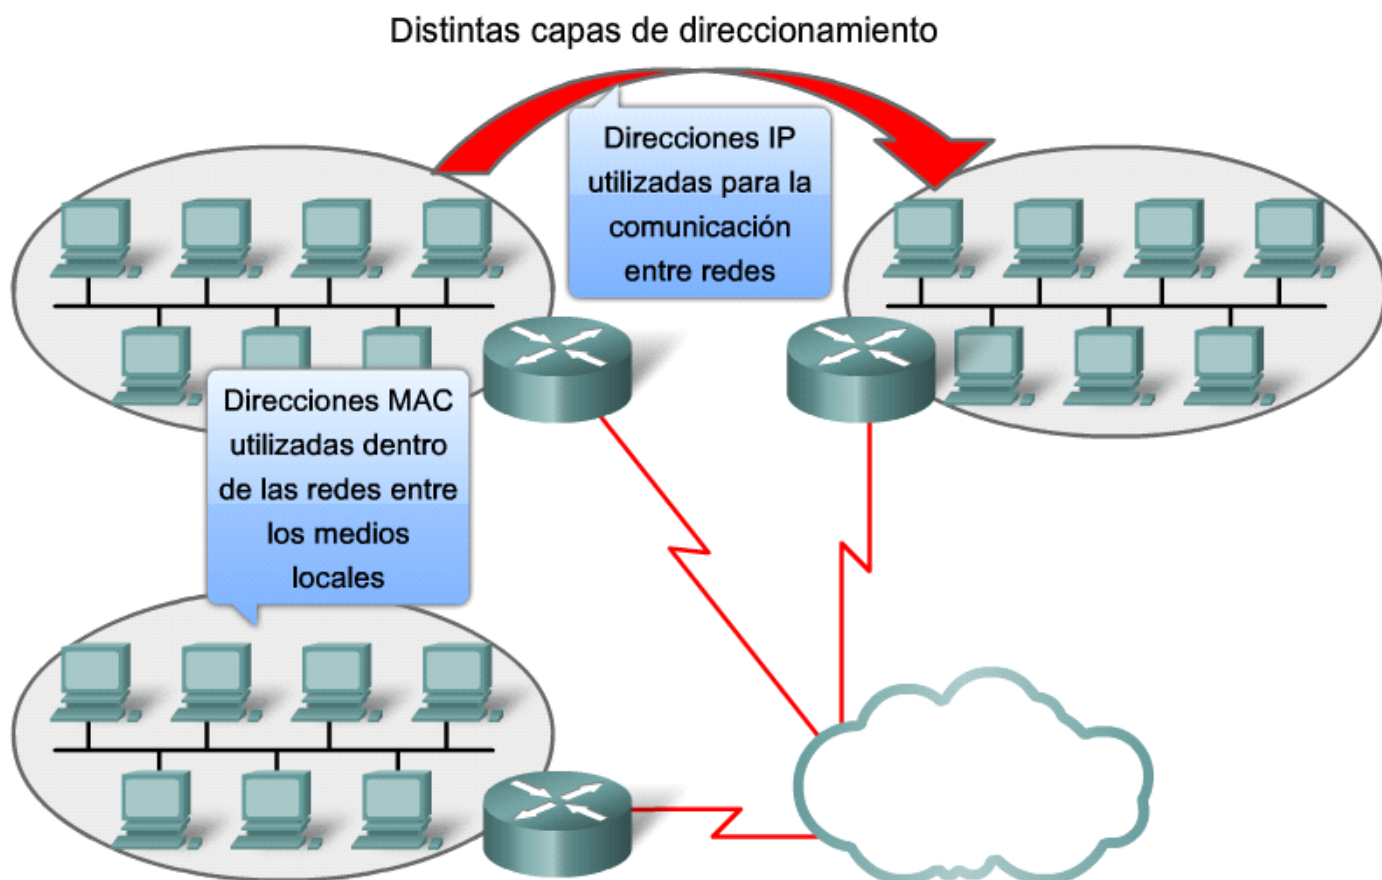 Distintas capas de direccionamiento
Direcciones IP
utilizadas para la
comunicación
entre redes
Direcciones MAC
utilizadas dentro
de las redes entre
los medios
locales